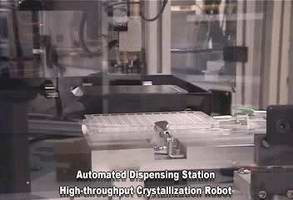 Automated Dispensing Station
High-throughput Crystallization Robot